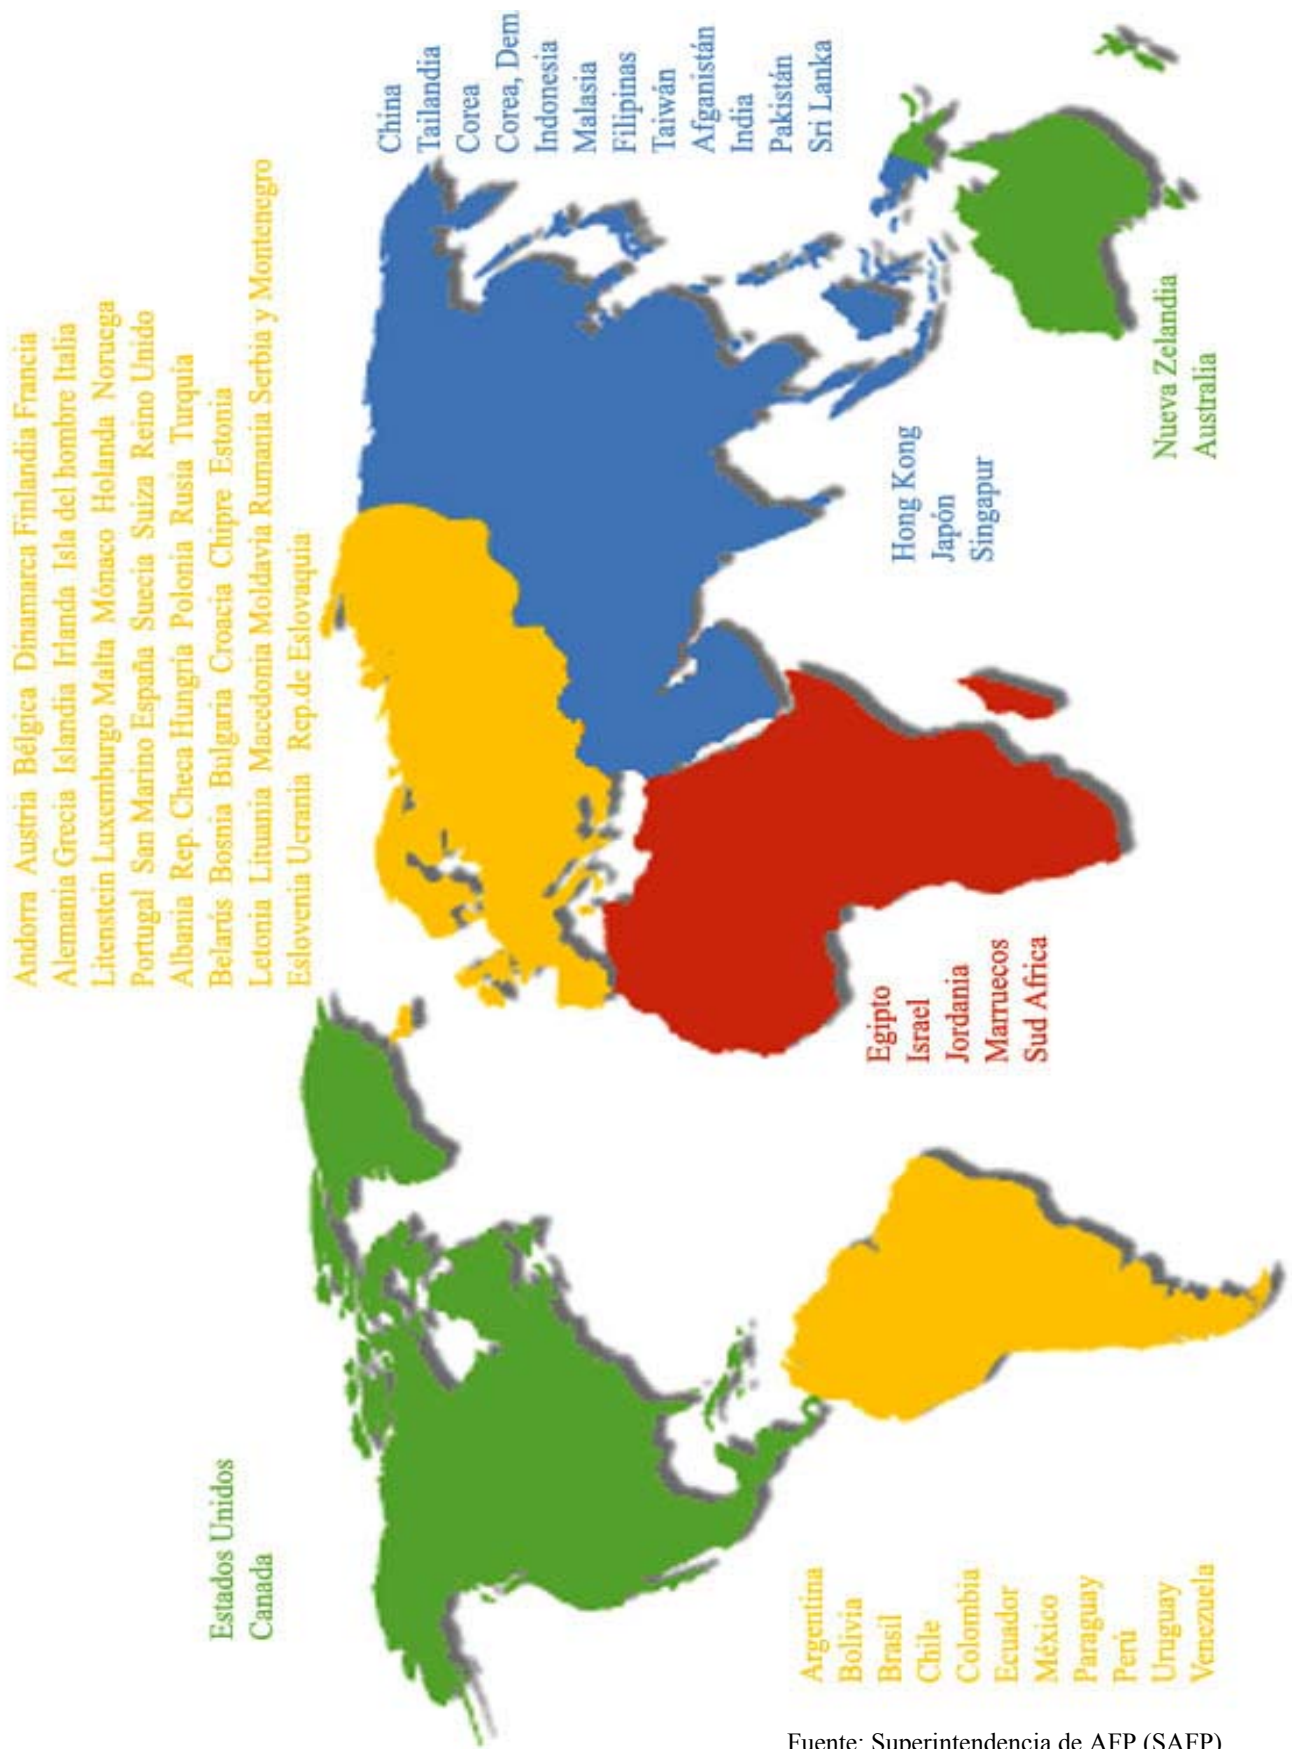 Andorra Austria Bélgica Dinamarca Finlandia Francia
Alemania Grecia Islandia Irlanda Isla del hombre Italia
Litenstein Luxemburgo Malta Mónaco Holanda Noruega
Portugal San Marino España Suecia Suiza Reino Unido
Albania Rep. Checa Hungria Polonia Rusia Turquia
Belarús Bosnia Bulgaria Croacia Chipre Estonia
Letonia Lituania Macedonia Moldavia Rumania Serbia y Montenegro
Eslovenia Ucrania Rep.de Eslovaquia
Estados Unidos
Canada
China
Tailandia
Corea
Corea, Dem
Indonesia
Malasia
Filipinas
Taiwán
Afganistán
India
Pakistán
Sri Lanka
Hong Kong
Japón
Singapur
Nueva Zelandia
Australia
Egipto
Israel
Jordania
Marruecos
Sud Africa
Argentina
Bolivia
Brasil
Chile
Colombia
Ecuador
México
Paraguay
Perú
Uruguay
Venezuela
Fuente: Superintendencia de AFP (SAFP)